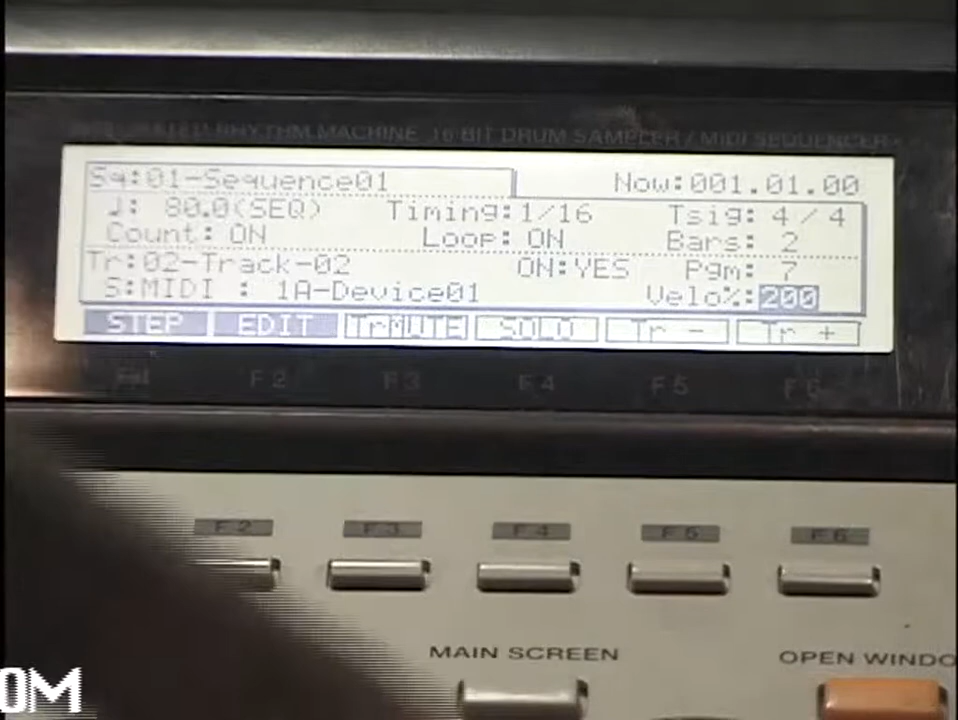 RHYTHM MACHINE 16 BIT DRUM SAMPLER / MIDI SEQUENCER
Sq:01-Sequence01 Now:001.01.00
♩: 80.0(SEQ) Timing:1/16 Tsig: 4/4
Count: ON Loop: ON Bars: 2
Tr:02-Track-02 ON:YES Pgm: 7
S:MIDI : 1A-Device01 Velo%:200
STEP EDIT TrMUTE SOLO Tr - Tr +
F1 F2 F3 F4 F5 F6
F2 F3 F4 F5 F6
MAIN SCREEN OPEN WINDO
OM